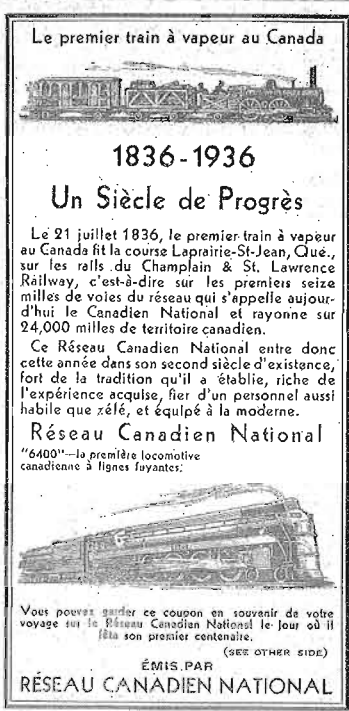 Le premier train à vapeur au Canada
1836-1936
Un Siècle de Progrès
Le 21 juillet 1836, le premier train à vapeur
au Canada fit la course Laprairie-St-Jean, Qué.,
sur les rails du Champlain & St. Lawrence
Railway, c'est-à-dire sur les premiers seize
milles de voies du réseau qui s'appelle aujour-
d'hui le Canadien National et rayonne sur
24,000 milles de territoire canadien.
Ce Réseau Canadien National entre donc
cette année dans son second siècle d'existence,
fort de la tradition qu'il a établie, riche de
l'expérience acquise, fier d'un personnel aussi
habile que zélé, et équipé à la moderne.
Réseau Canadien National
"6400"—la première locomotive
canadienne à lignes fuyantes.
Vous pouvez garder ce coupon en souvenir de votre
voyage sur le Réseau Canadien National le jour où il
fêta son premier centenaire.
(SEE OTHER SIDE)
ÉMIS PAR
RÉSEAU CANADIEN NATIONAL